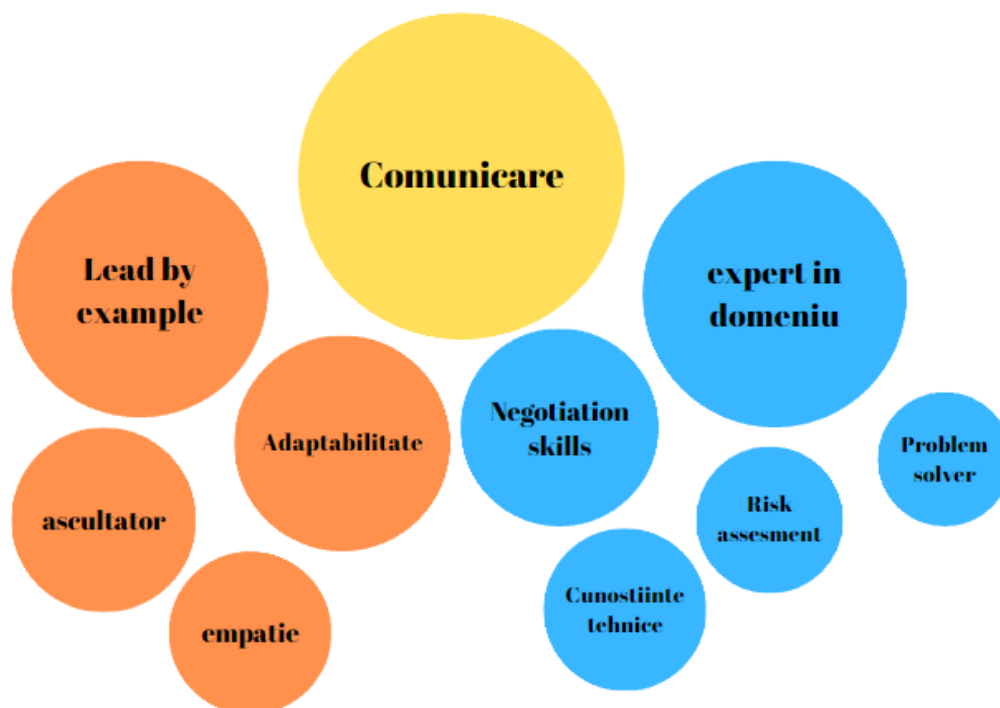 Comunicare
Lead by
example
expert in
domeniu
Adaptabilitate
Negotiation
skills
Problem
solver
ascultator
Risk
assesment
empatie
Cunostiinte
tehnice